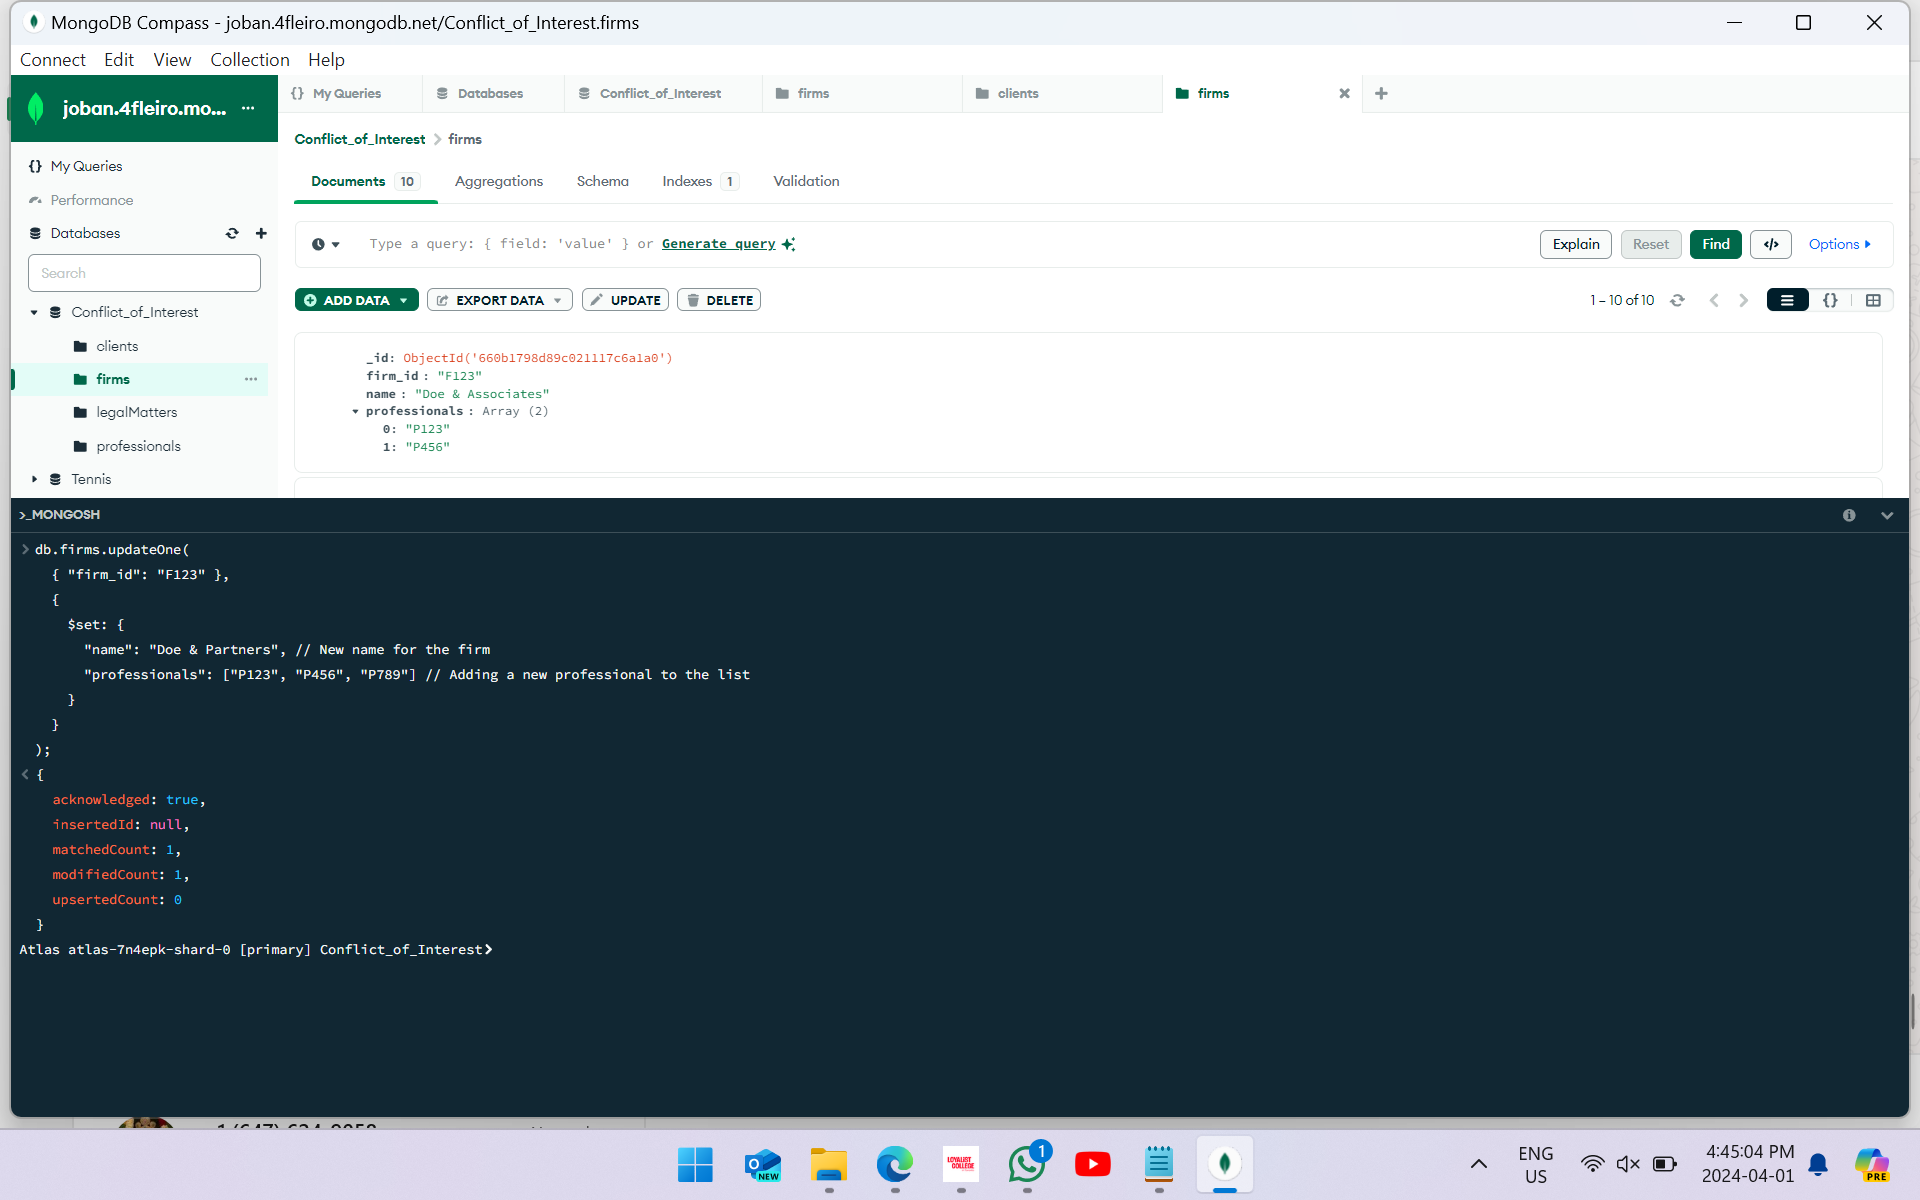 MongoDB Compass - joban.4fleiro.mongodb.net/Conflict_of_Interest.firms
Connect Edit View Collection Help
joban.4fleiro.mo... ...
{} My Queries
Performance
Databases
Search
Conflict_of_Interest
clients
firms ...
legalMatters
professionals
Tennis
{} My Queries Databases Conflict_of_Interest firms clients firms
Conflict_of_Interest > firms
Documents 10 Aggregations Schema Indexes 1 Validation
Type a query: { field: 'value' } or Generate query
Explain Reset Find </> Options
ADD DATA EXPORT DATA UPDATE DELETE
1 – 10 of 10 {}
_id: ObjectId('660b1798d89c021117c6a1a0')
firm_id : "F123"
name : "Doe & Associates"
professionals : Array (2)
0: "P123"
1: "P456"
>_MONGOSH
> db.firms.updateOne(
{ "firm_id": "F123" },
{
$set: {
"name": "Doe & Partners", // New name for the firm
"professionals": ["P123", "P456", "P789"] // Adding a new professional to the list
}
}
);
< {
acknowledged: true,
insertedId: null,
matchedCount: 1,
modifiedCount: 1,
upsertedCount: 0
}
Atlas atlas-7n4epk-shard-0 [primary] Conflict_of_Interest>
NEW
LOYALIST COLLEGE
1
ENG
US
4:45:04 PM
2024-04-01
PRE